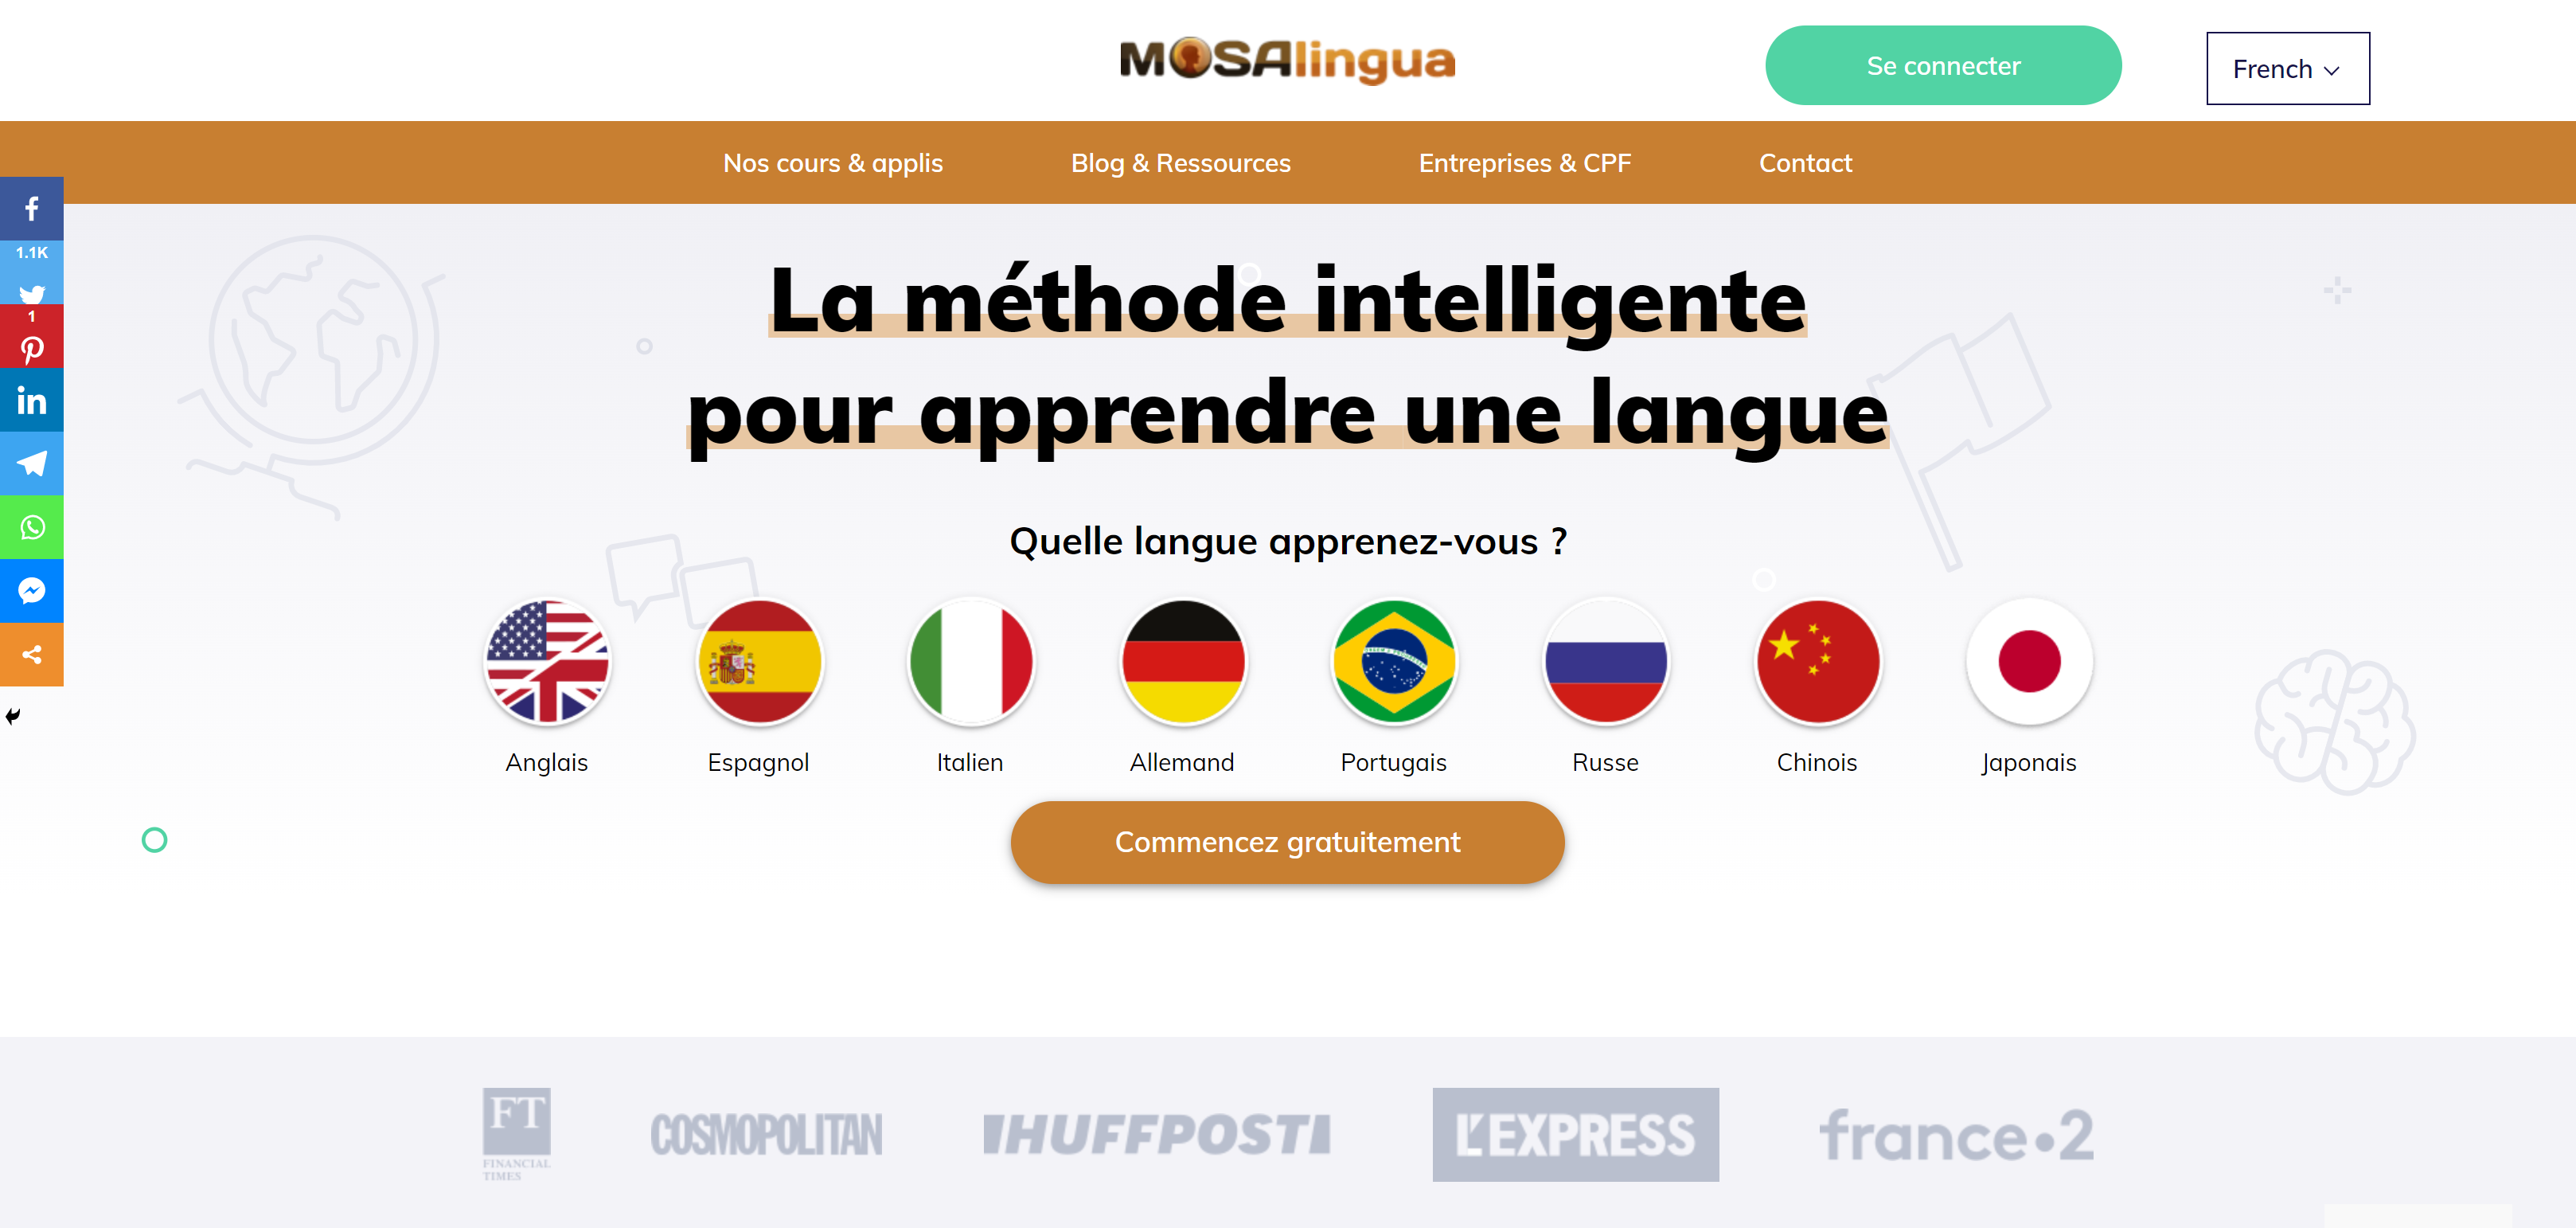 MOSAlingua
Se connecter
French
Nos cours & applis
Blog & Ressources
Entreprises & CPF
Contact
1.1K
1
La méthode intelligente
pour apprendre une langue
Quelle langue apprenez-vous ?
Anglais
Espagnol
Italien
Allemand
Portugais
Russe
Chinois
Japonais
Commencez gratuitement
FT
FINANCIAL
TIMES
COSMOPOLITAN
HUFFPOST
L'EXPRESS
france•2